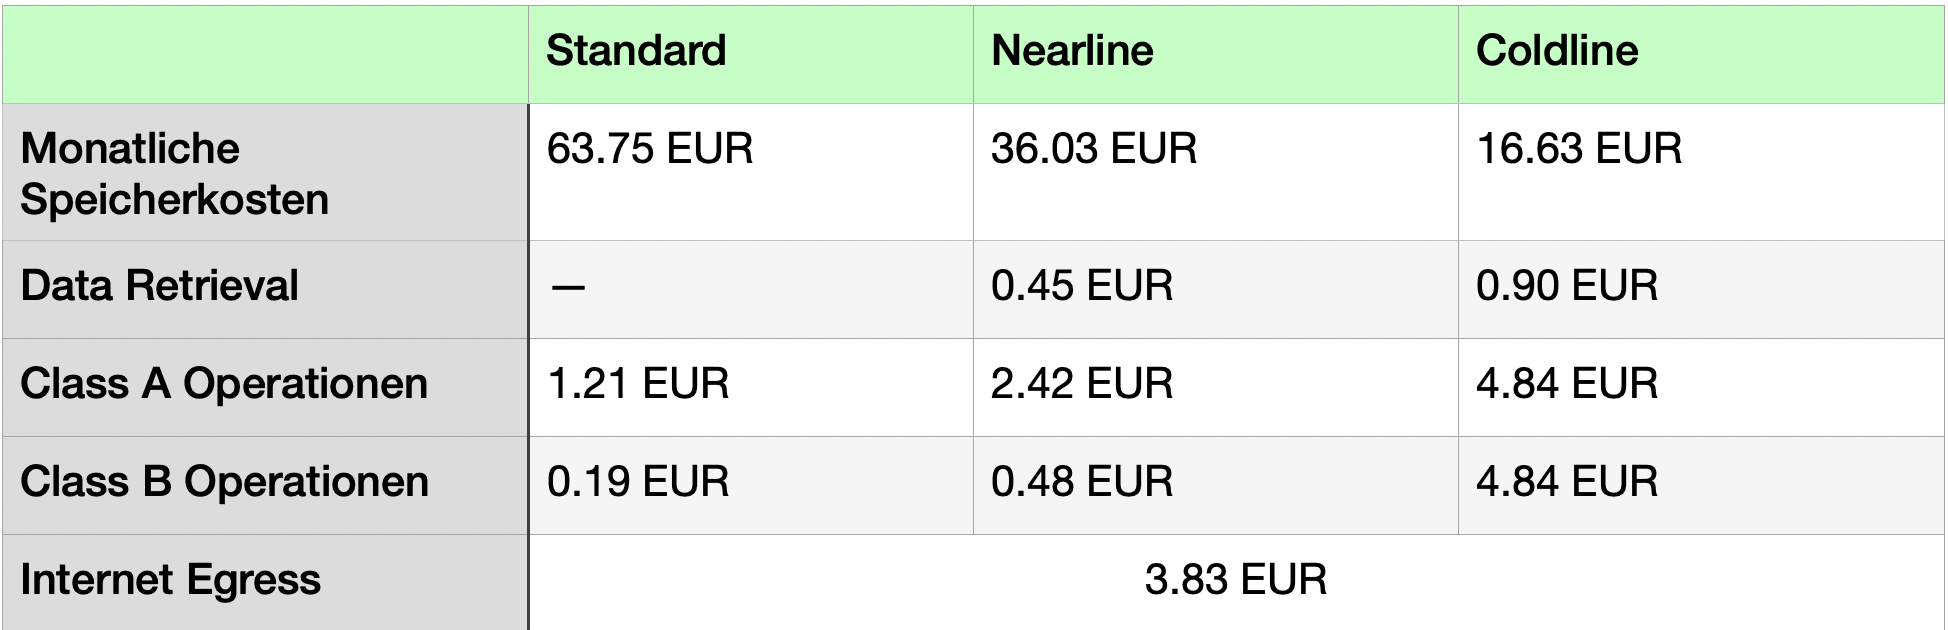 Standard Nearline Coldline
Monatliche
Speicherkosten 63.75 EUR 36.03 EUR 16.63 EUR
Data Retrieval — 0.45 EUR 0.90 EUR
Class A Operationen 1.21 EUR 2.42 EUR 4.84 EUR
Class B Operationen 0.19 EUR 0.48 EUR 4.84 EUR
Internet Egress 3.83 EUR